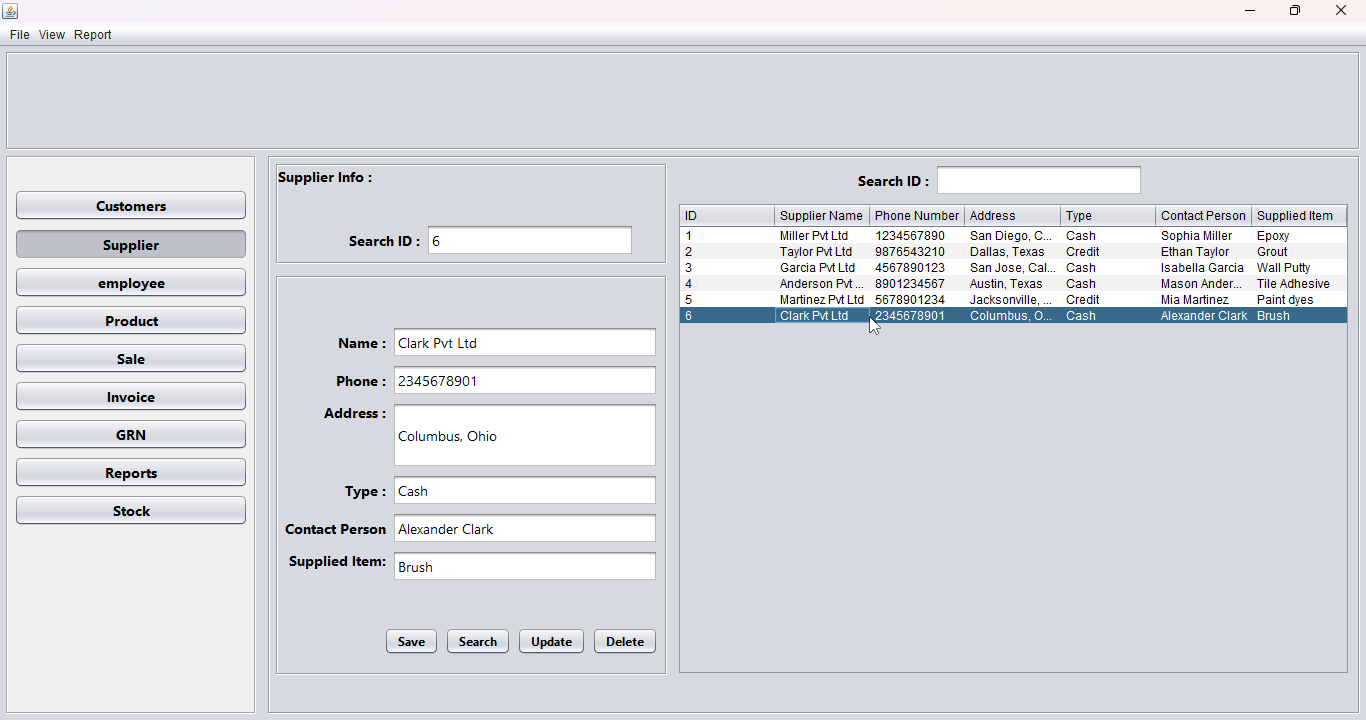 File View Report
Customers
Supplier
employee
Product
Sale
Invoice
GRN
Reports
Stock
Supplier Info :
Search ID : 6
Name : Clark Pvt Ltd
Phone : 2345678901
Address : Columbus, Ohio
Type : Cash
Contact Person Alexander Clark
Supplied Item: Brush
Save Search Update Delete
Search ID :
ID Supplier Name Phone Number Address Type Contact Person Supplied Item
1 Miller Pvt Ltd 1234567890 San Diego, C... Cash Sophia Miller Epoxy
2 Taylor Pvt Ltd 9876543210 Dallas, Texas Credit Ethan Taylor Grout
3 Garcia Pvt Ltd 4567890123 San Jose, Cal... Cash Isabella Garcia Wall Putty
4 Anderson Pvt ... 8901234567 Austin, Texas Cash Mason Ander... Tile Adhesive
5 Martinez Pvt Ltd 5678901234 Jacksonville, ... Credit Mia Martinez Paint dyes
6 Clark Pvt Ltd 2345678901 Columbus, O... Cash Alexander Clark Brush